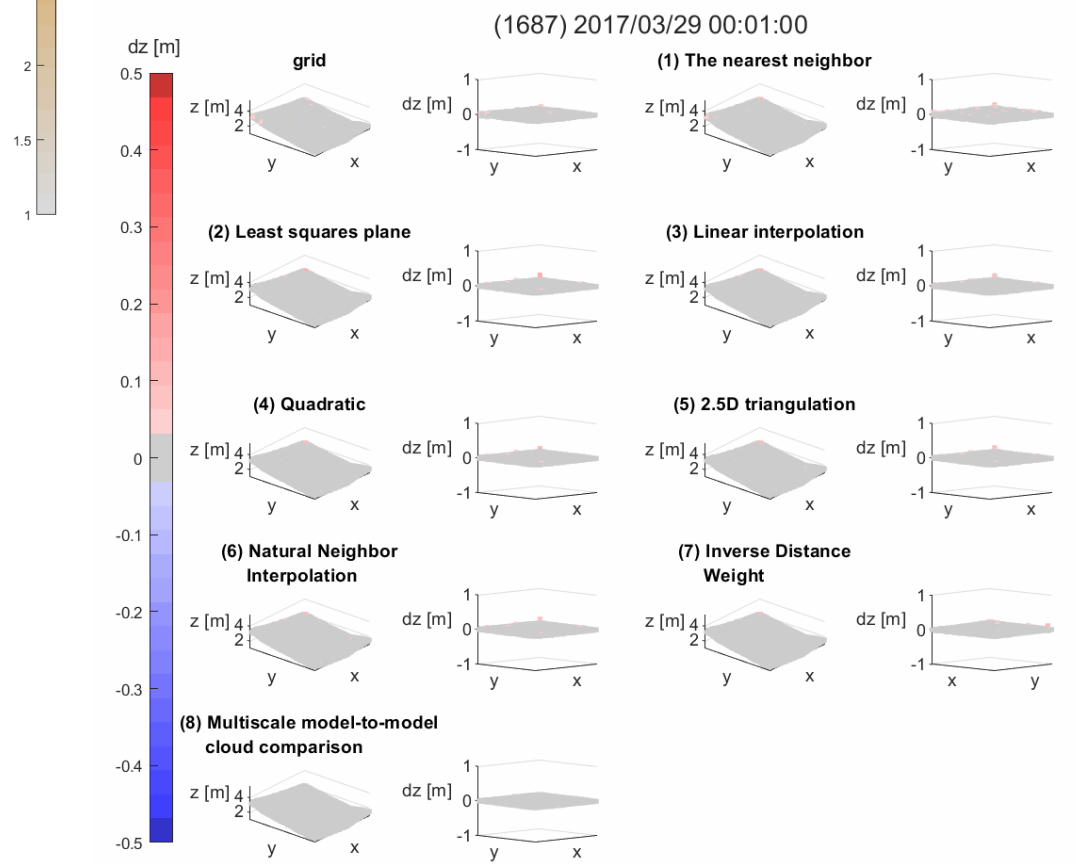 (1687) 2017/03/29 00:01:00
2
1.5
1
dz [m]
0.5
0.4
0.3
0.2
0.1
0
-0.1
-0.2
-0.3
-0.4
-0.5
grid
z [m] 4
2
y x
dz [m]
1
0
-1
y x
(1) The nearest neighbor
z [m] 4
2
y x
dz [m]
1
0
-1
y x
(2) Least squares plane
z [m] 4
2
y x
dz [m]
1
0
-1
y x
(3) Linear interpolation
z [m] 4
2
y x
dz [m]
1
0
-1
y x
(4) Quadratic
z [m] 4
2
y x
dz [m]
1
0
-1
y x
(5) 2.5D triangulation
z [m] 4
2
y x
dz [m]
1
0
-1
y x
(6) Natural Neighbor
Interpolation
z [m] 4
2
y x
dz [m]
1
0
-1
y x
(7) Inverse Distance
Weight
z [m] 4
2
y x
dz [m]
1
0
-1
x y
(8) Multiscale model-to-model
cloud comparison
z [m] 4
2
y x
dz [m]
1
0
-1
y x